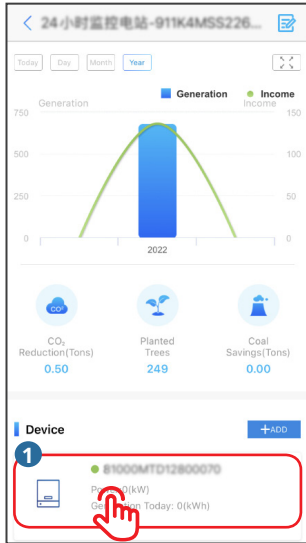 24小时监控电站-911K4MSS226...
Today Day Month Year
Generation Income
Generation Income
750 150
500 100
250 50
0 0
2022
CO₂
CO₂ Reduction(Tons)
0.50
Planted Trees
249
Coal Savings(Tons)
0.00
Device
+ADD
1
81000MTD12800070
Power: 0(kW)
Generation Today: 0(kWh)